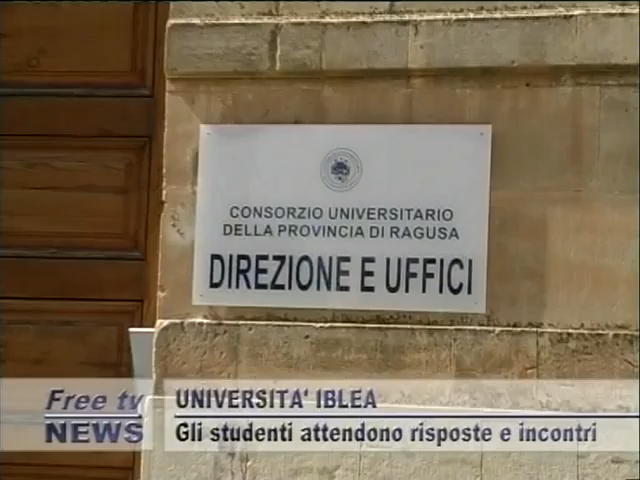 CONSORZIO UNIVERSITARIO
DELLA PROVINCIA DI RAGUSA
DIREZIONE E UFFICI
Free tv
NEWS
UNIVERSITA' IBLEA
Gli studenti attendono risposte e incontri